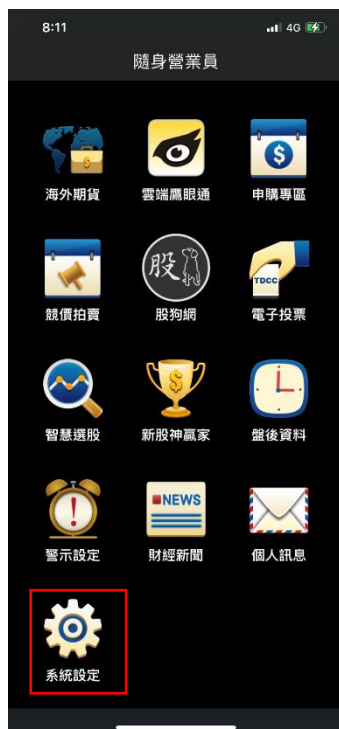 8:11 4G
隨身營業員
$ $
海外期貨 雲端鷹眼通 申購專區
股 TDCC
競價拍賣 股狗網 電子投票
$
智慧選股 新股神贏家 盤後資料
! NEWS
警示設定 財經新聞 個人訊息
系統設定